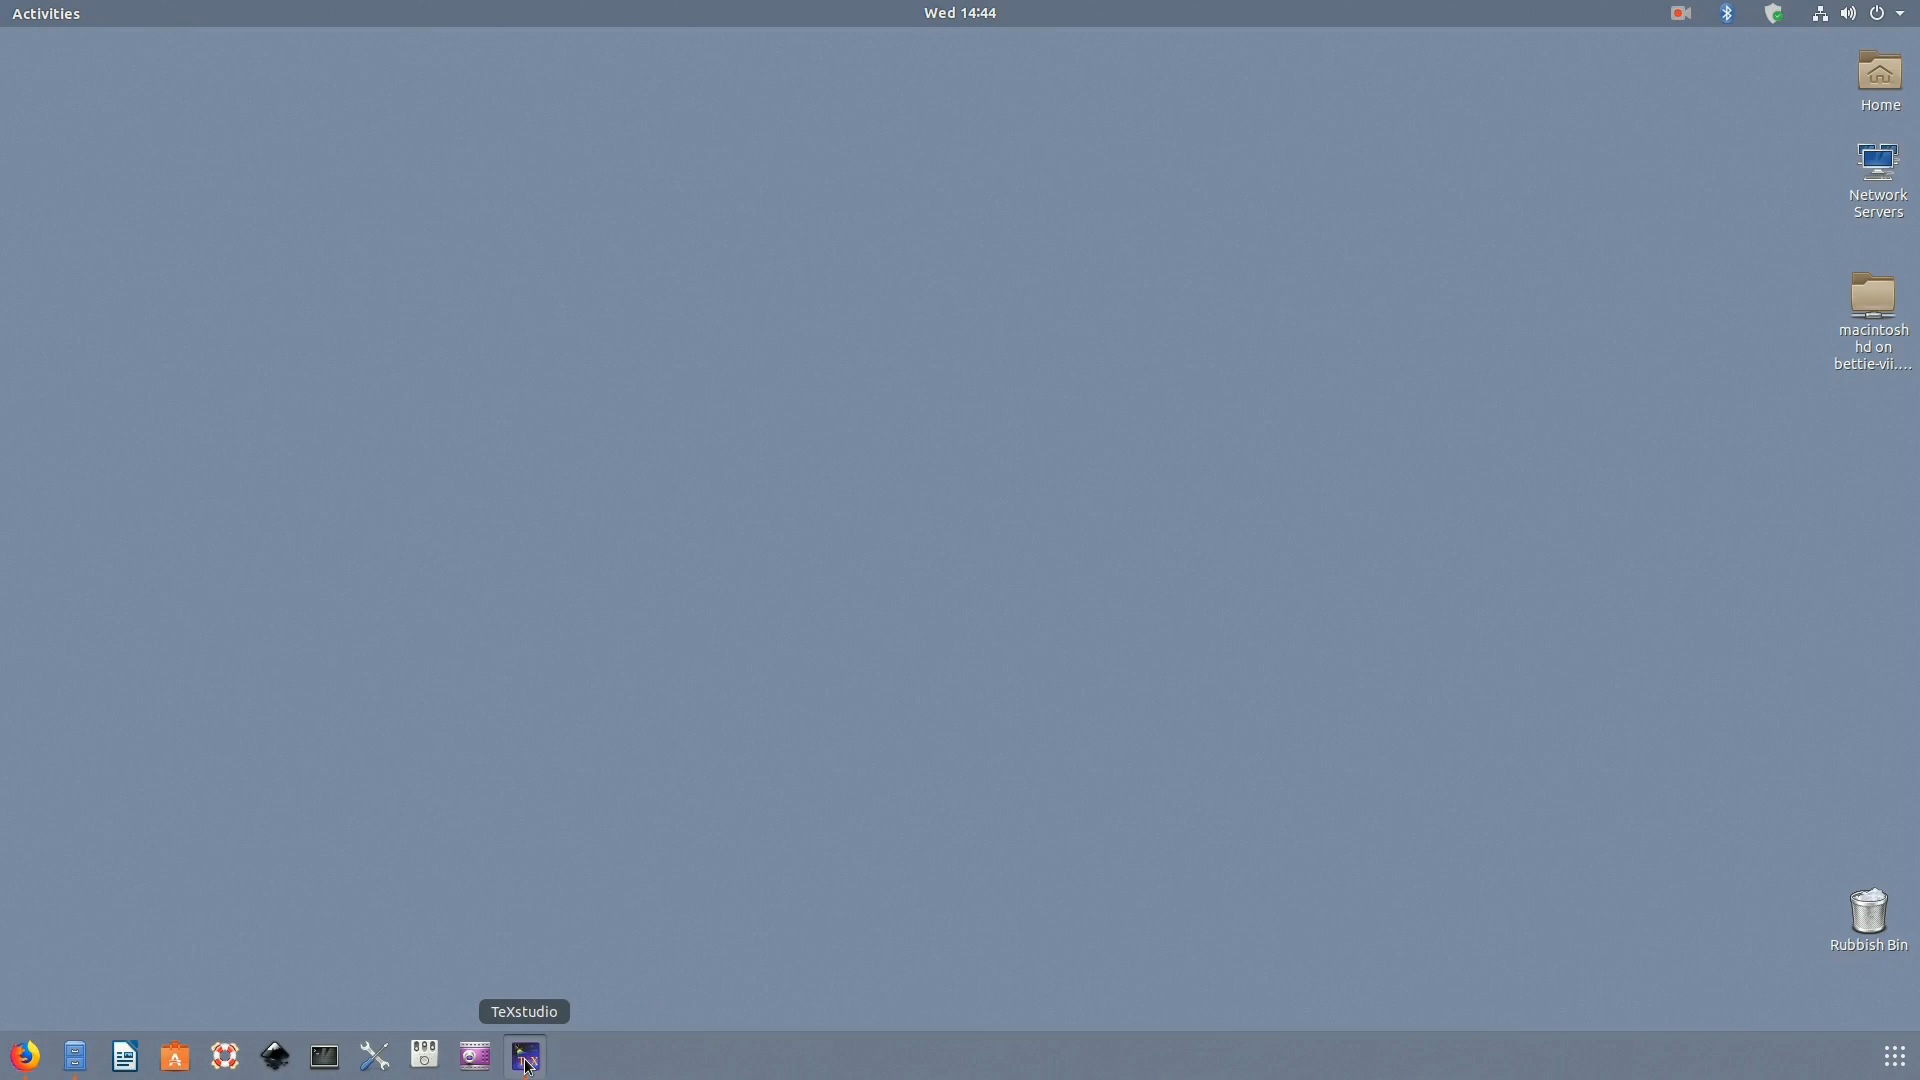 Activities
Wed 14:44
Home
Network
Servers
macintosh
hd on
bettie-vii....
Rubbish Bin
TeXstudio